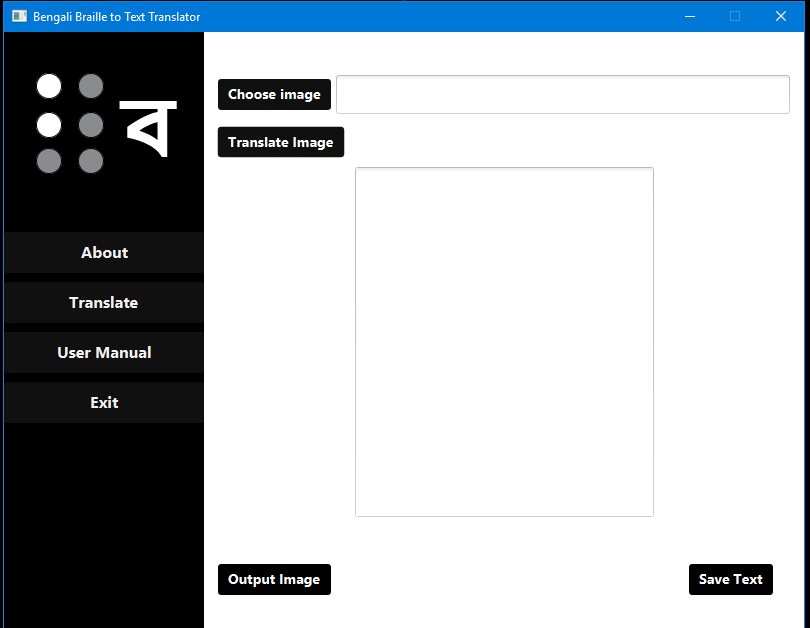 Bengali Braille to Text Translator
ব
About
Translate
User Manual
Exit
Choose image
Translate Image
Output Image
Save Text